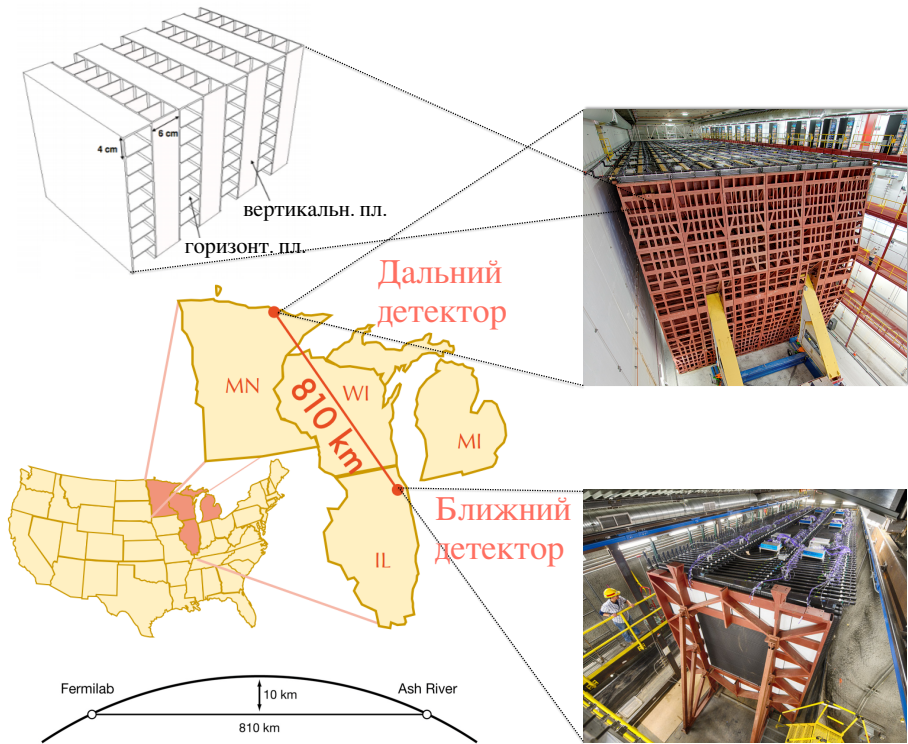 6 cm
4 cm
вертикальн. пл.
горизонт. пл.
Дальний
детектор
MN
WI
MI
810 km
Ближний
детектор
IL
Fermilab
10 km
Ash River
810 km